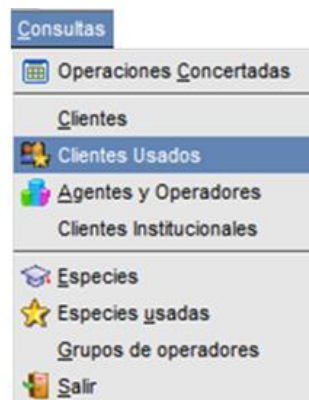 Consultas
Operaciones Concertadas
Clientes
Clientes Usados
Agentes y Operadores
Clientes Institucionales
Especies
Especies usadas
Grupos de operadores
Salir